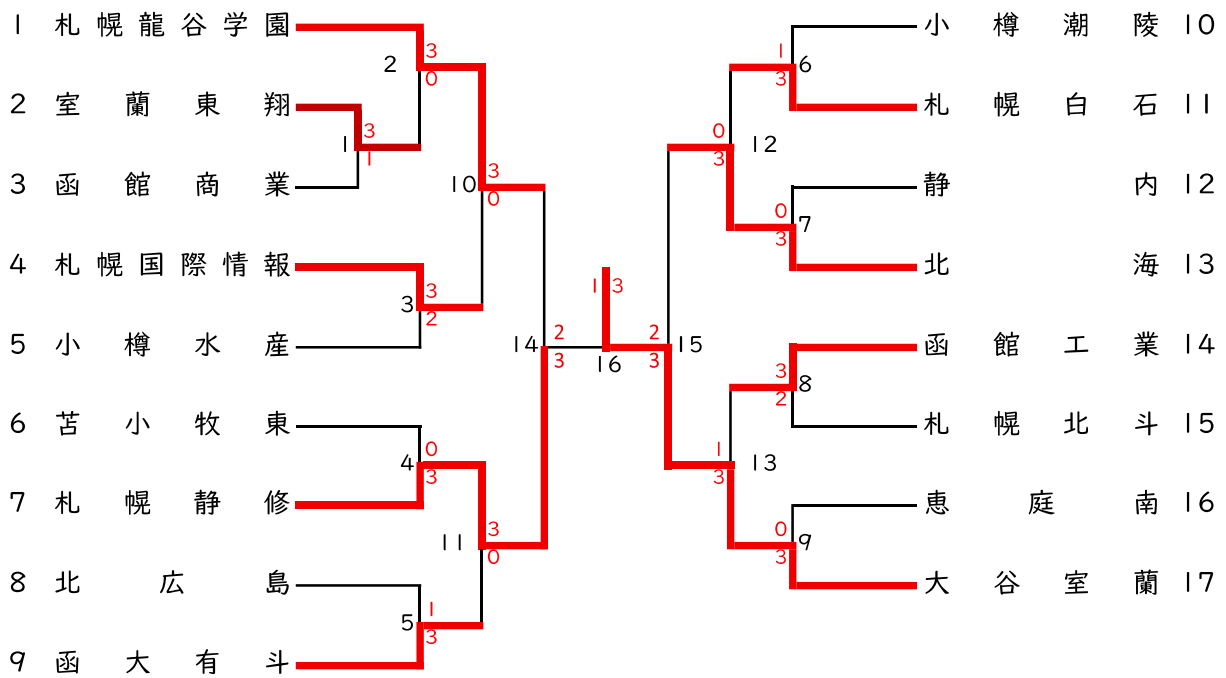 1 札幌龍谷学園
小樽潮陵 10
3
2
0
1
6
3
2 室蘭東翔
札幌白石 11
3
1
1
0
12
3
3 函館商業
静内 12
3
10
0
0
7
3
4 札幌国際情報
北海 13
3
3
2
1 3
5 小樽水産
函館工業 14
2
14
3
2
15
3
16
3
8
2
6 苫小牧東
札幌北斗 15
0
4
3
1
13
3
7 札幌静修
恵庭南 16
3
11
0
0
9
3
8 北広島
大谷室蘭 17
1
5
3
9 函大有斗